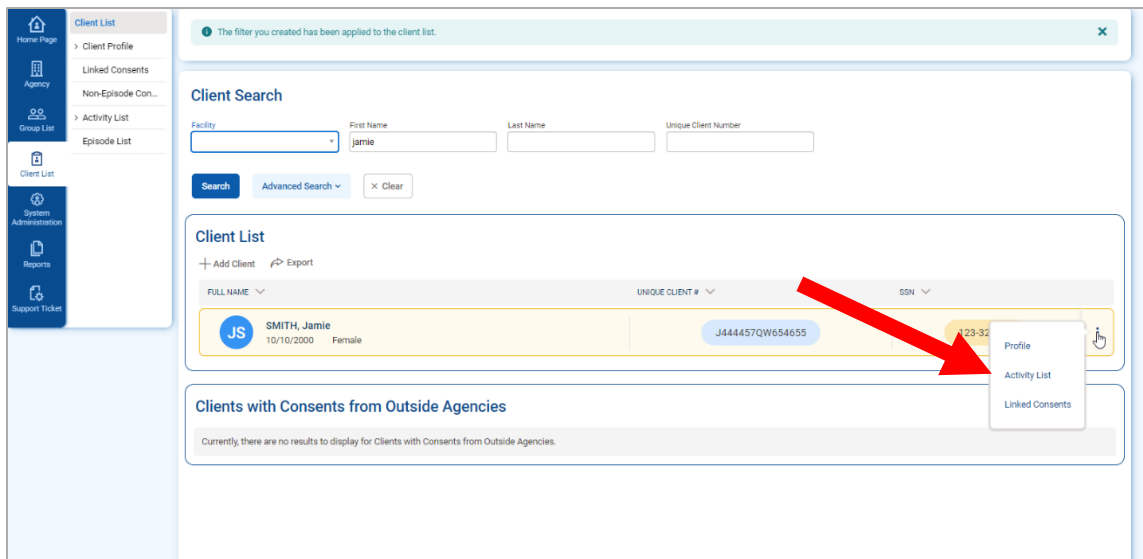 Home Page
Agency
Group List
Client List
System
Administration
Reports
Support Ticket
Client List
Client Profile
Linked Consents
Non-Episode Con...
Activity List
Episode List
The filter you created has been applied to the client list.
Client Search
Facility First Name Last Name Unique Client Number
jamie
Search Advanced Search Clear
Client List
Add Client Export
FULL NAME UNIQUE CLIENT # SSN
JS SMITH, Jamie J444457QW654655 123-32
10/10/2000 Female
Profile
Activity List
Linked Consents
Clients with Consents from Outside Agencies
Currently, there are no results to display for Clients with Consents from Outside Agencies.